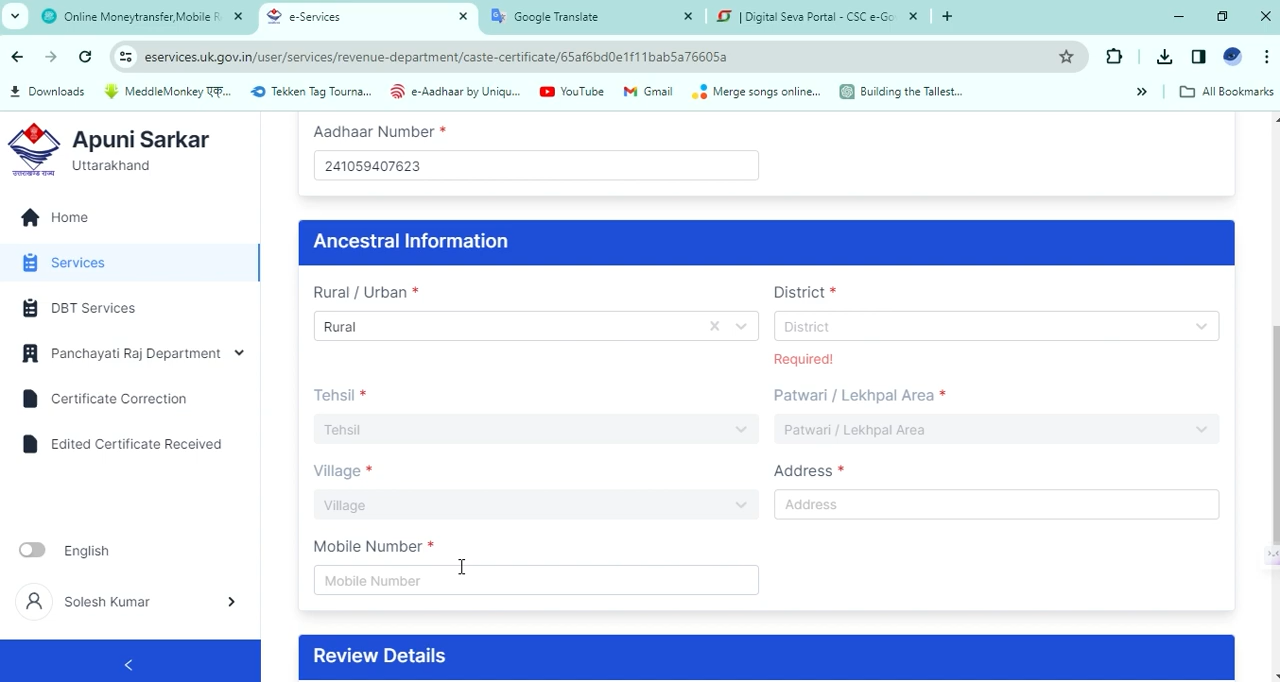 Online Moneytransfer,Mobile R
e-Services
Google Translate
| Digital Seva Portal - CSC e-Go
eservices.uk.gov.in/user/services/revenue-department/caste-certificate/65af6bd0e1f11bab5a76605a
Downloads
MeddleMonkey एक...
Tekken Tag Tourna...
e-Aadhaar by Uniqu...
YouTube
Gmail
Merge songs online...
Building the Tallest...
»
All Bookmarks
उत्तराखण्ड राज्य
Apuni Sarkar
Uttarakhand
Home
Services
DBT Services
Panchayati Raj Department
Certificate Correction
Edited Certificate Received
English
Solesh Kumar
Aadhaar Number *
241059407623
Ancestral Information
Rural / Urban *
District *
Rural
District
Required!
Tehsil *
Patwari / Lekhpal Area *
Tehsil
Patwari / Lekhpal Area
Village *
Address *
Village
Address
Mobile Number *
Mobile Number
Review Details